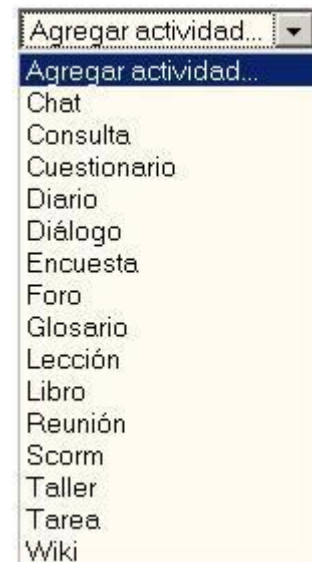 Agregar actividad...
Agregar actividad...
Chat
Consulta
Cuestionario
Diario
Diálogo
Encuesta
Foro
Glosario
Lección
Libro
Reunión
Scorm
Taller
Tarea
Wiki